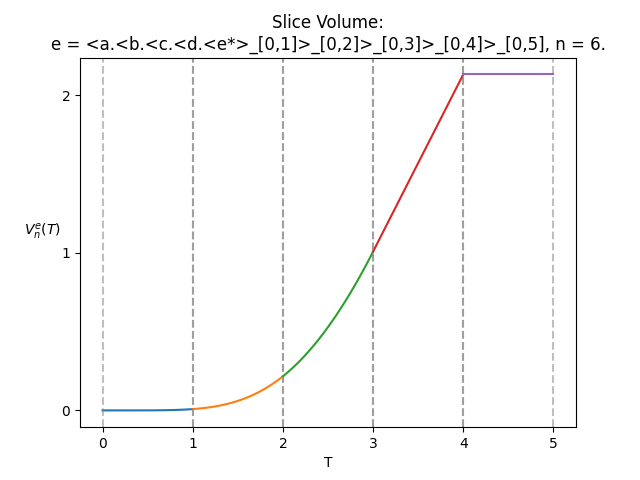 Slice Volume:
e = <a.<b.<c.<d.<e*>_[0,1]>_[0,2]>_[0,3]>_[0,4]>_[0,5], n = 6.
2
V_n^e(T)
1
0
0 1 2 3 4 5
T